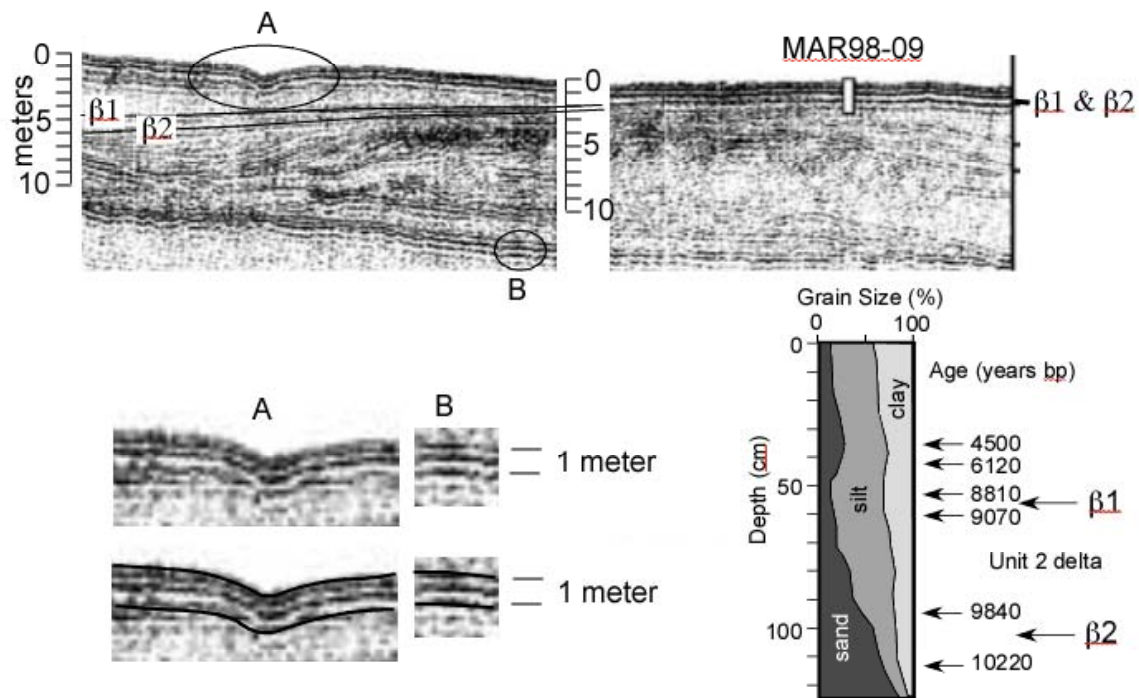 A
MAR98-09
0
5
10
meters
β1
β2
0
5
10
β1 & β2
B
Grain Size (%)
0 100
0
50
100
Depth (cm)
sand
silt
clay
Age (years bp)
4500
6120
8810
9070
β1
Unit 2 delta
9840
β2
10220
A
B
1 meter
1 meter